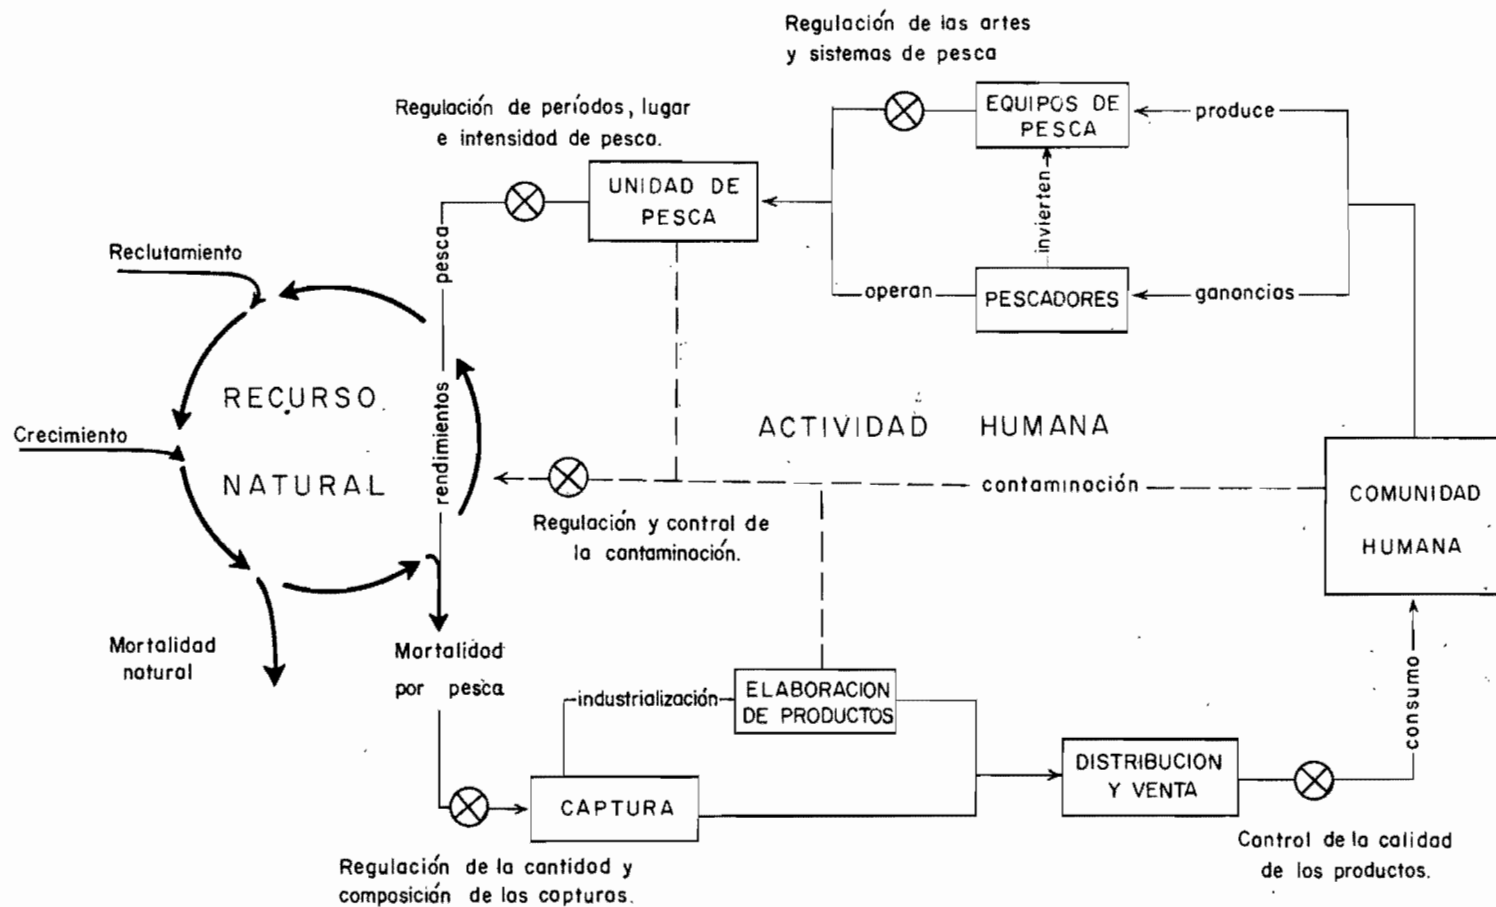 Regulación de las artes
y sistemas de pesca
Regulación de períodos, lugar
e intensidad de pesca.
EQUIPOS DE
PESCA
produce
UNIDAD DE
PESCA
invierten
pesca
Reclutamiento
operan
PESCADORES
ganancias
RECURSO
NATURAL
rendimientos
Crecimiento
ACTIVIDAD HUMANA
contaminación
COMUNIDAD
HUMANA
Regulación y control de
la contaminación.
Mortalidad
natural
Mortalidad
por pesca
industrialización
ELABORACION
DE PRODUCTOS
consumo
DISTRIBUCION
Y VENTA
CAPTURA
Control de la calidad
de los productos.
Regulación de la cantidad y
composición de las capturas.